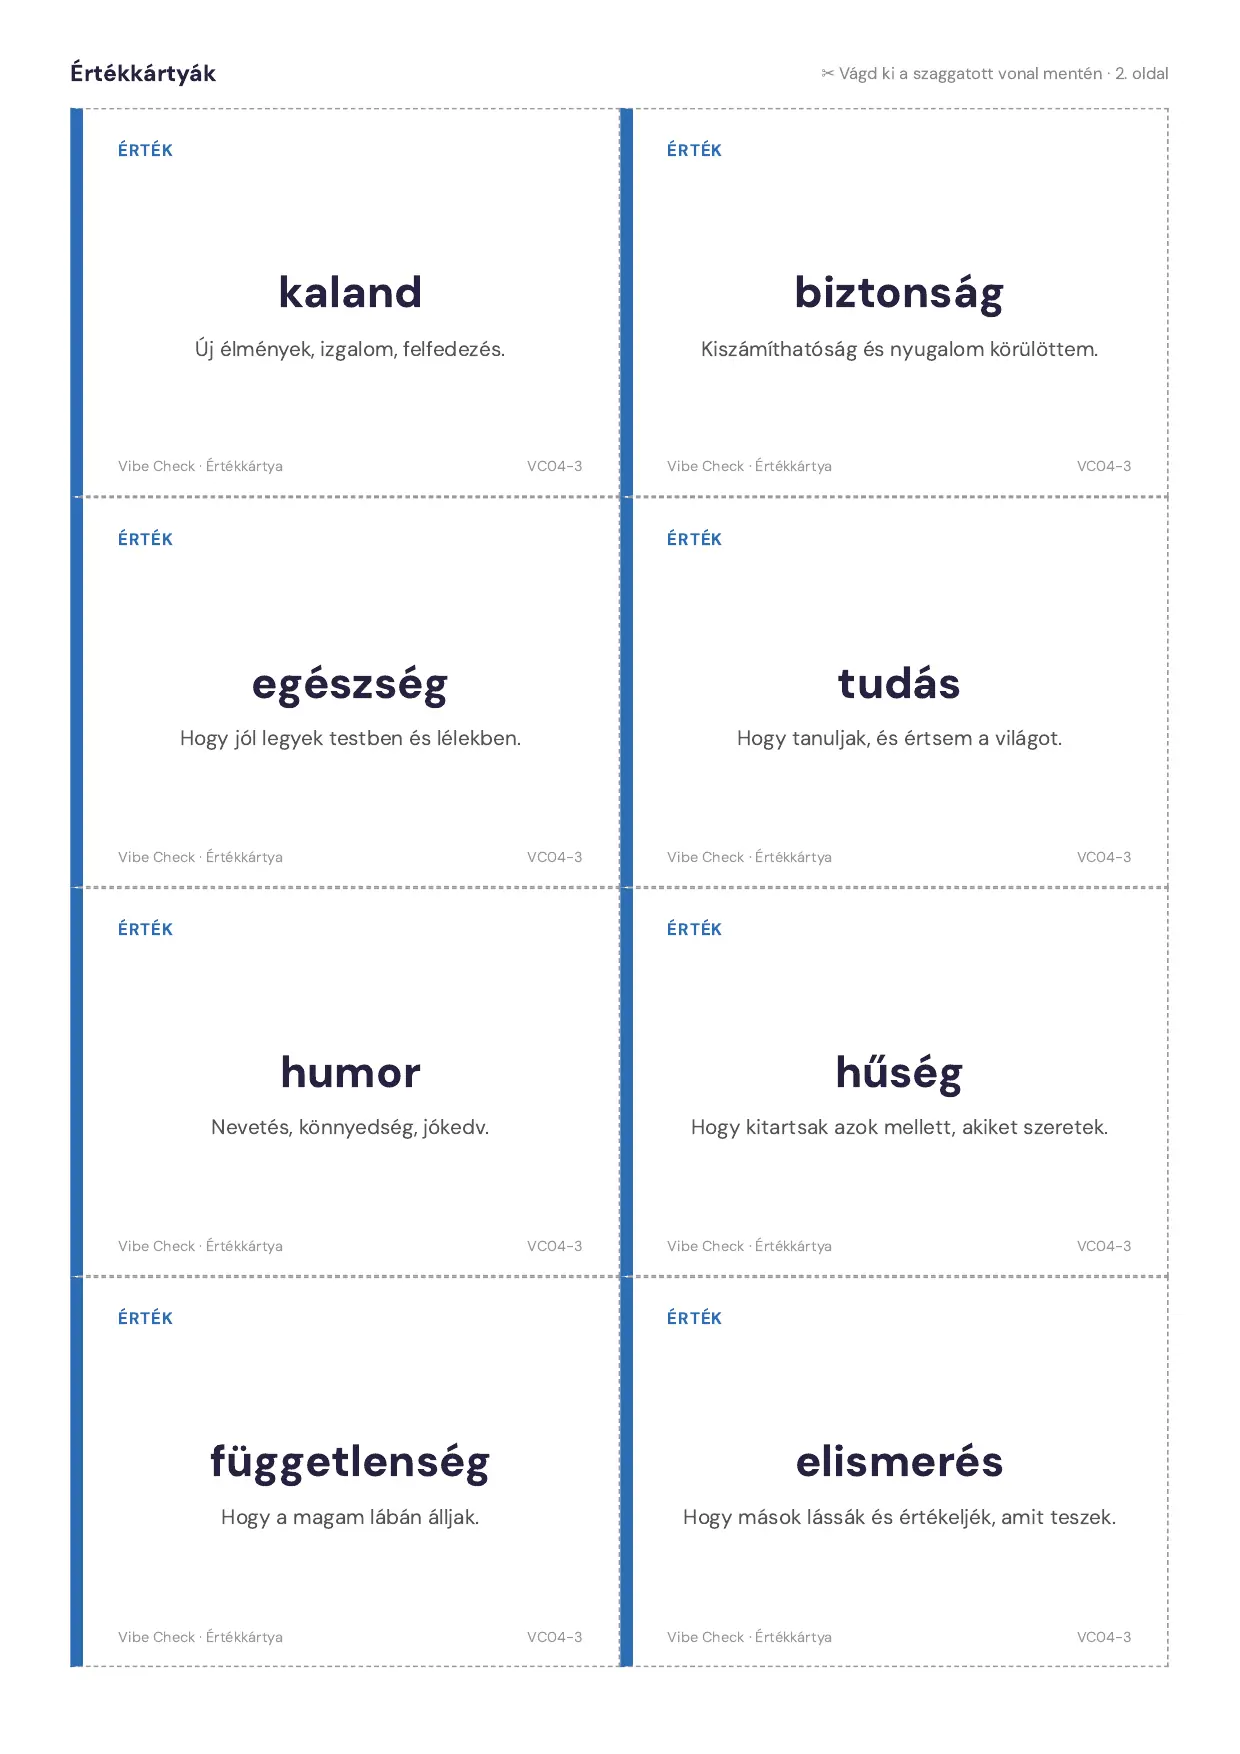 Értékkártyák
✂ Vágd ki a szaggatott vonal mentén · 2. oldal
ÉRTÉK
kaland
Új élmények, izgalom, felfedezés.
Vibe Check · Értékkártya VC04-3
ÉRTÉK
biztonság
Kiszámíthatóság és nyugalom körülöttem.
Vibe Check · Értékkártya VC04-3
ÉRTÉK
egészség
Hogy jól legyek testben és lélekben.
Vibe Check · Értékkártya VC04-3
ÉRTÉK
tudás
Hogy tanuljak, és értsem a világot.
Vibe Check · Értékkártya VC04-3
ÉRTÉK
humor
Nevetés, könnyedség, jókedv.
Vibe Check · Értékkártya VC04-3
ÉRTÉK
hűség
Hogy kitartsak azok mellett, akiket szeretek.
Vibe Check · Értékkártya VC04-3
ÉRTÉK
függetlenség
Hogy a magam lábán álljak.
Vibe Check · Értékkártya VC04-3
ÉRTÉK
elismerés
Hogy mások lássák és értékeljék, amit teszek.
Vibe Check · Értékkártya VC04-3